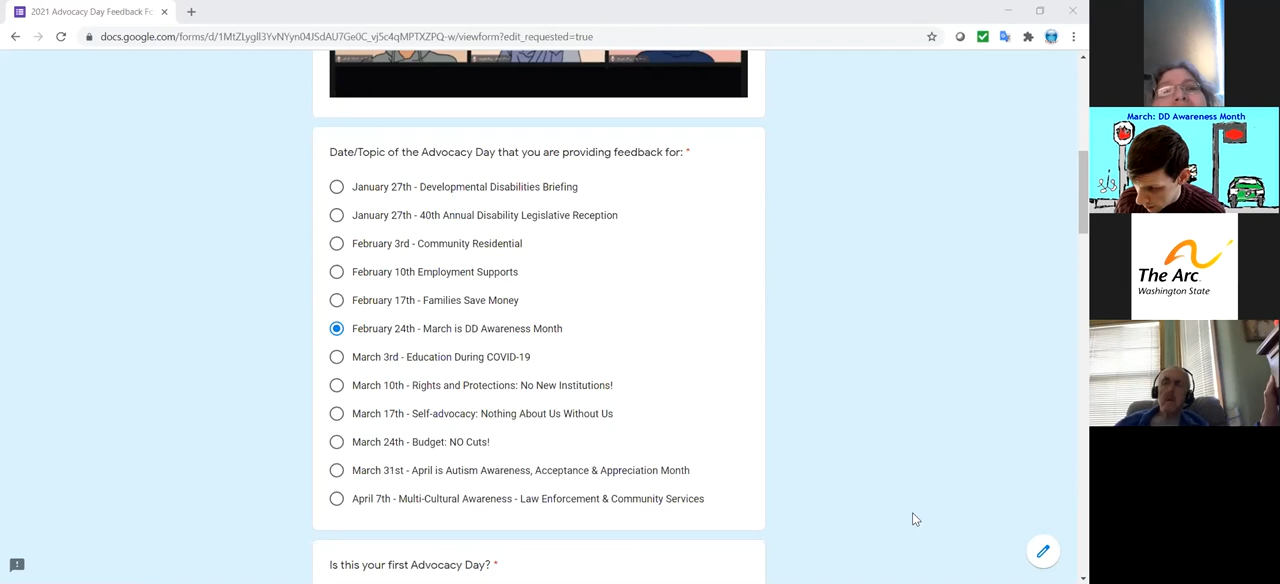 2021 Advocacy Day Feedback Fo
docs.google.com/forms/d/1MtZLygll3YvNYyn04JSdAU7Ge0C_vj5c4qMPTXZPQ-w/viewform?edit_requested=true
March: DD Awareness Month
Date/Topic of the Advocacy Day that you are providing feedback for: *
January 27th - Developmental Disabilities Briefing
January 27th - 40th Annual Disability Legislative Reception
February 3rd - Community Residential
February 10th Employment Supports
February 17th - Families Save Money
February 24th - March is DD Awareness Month
March 3rd - Education During COVID-19
March 10th - Rights and Protections: No New Institutions!
March 17th - Self-advocacy: Nothing About Us Without Us
March 24th - Budget: NO Cuts!
March 31st - April is Autism Awareness, Acceptance & Appreciation Month
April 7th - Multi-Cultural Awareness - Law Enforcement & Community Services
Is this your first Advocacy Day? *
The Arc
Washington State